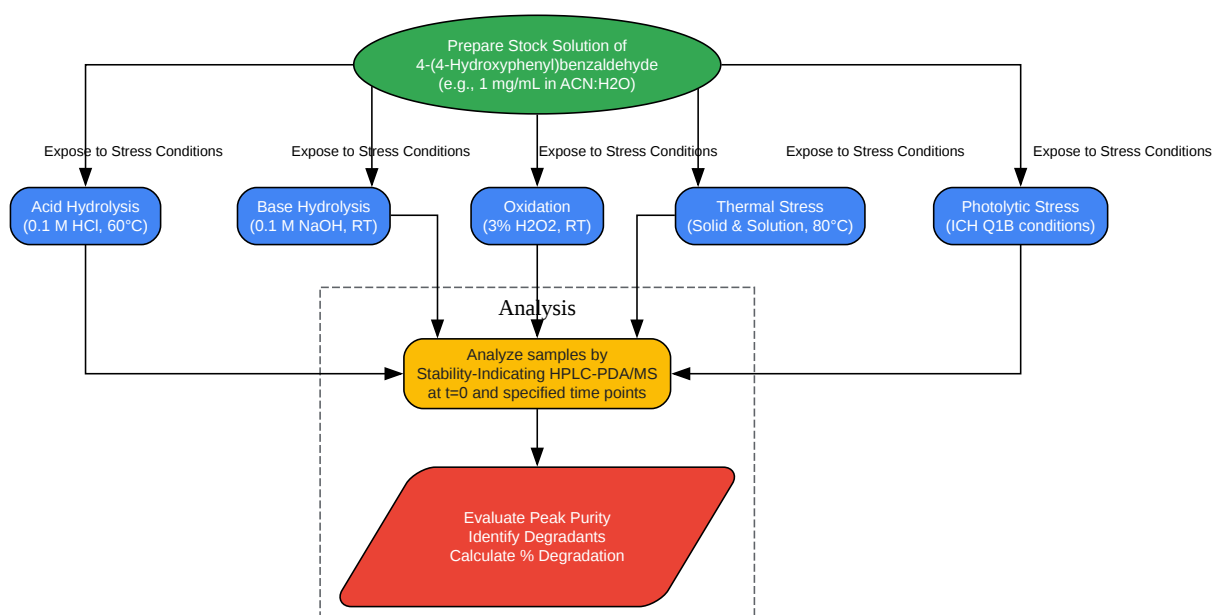 Prepare Stock Solution of
4-(4-Hydroxyphenyl)benzaldehyde
(e.g., 1 mg/mL in ACN:H2O)
Expose to Stress Conditions
Expose to Stress Conditions
Expose to Stress Conditions
Expose to Stress Conditions
Expose to Stress Conditions
Acid Hydrolysis
(0.1 M HCl, 60°C)
Base Hydrolysis
(0.1 M NaOH, RT)
Oxidation
(3% H2O2, RT)
Thermal Stress
(Solid & Solution, 80°C)
Photolytic Stress
(ICH Q1B conditions)
Analysis
Analyze samples by
Stability-Indicating HPLC-PDA/MS
at t=0 and specified time points
Evaluate Peak Purity
Identify Degradants
Calculate % Degradation